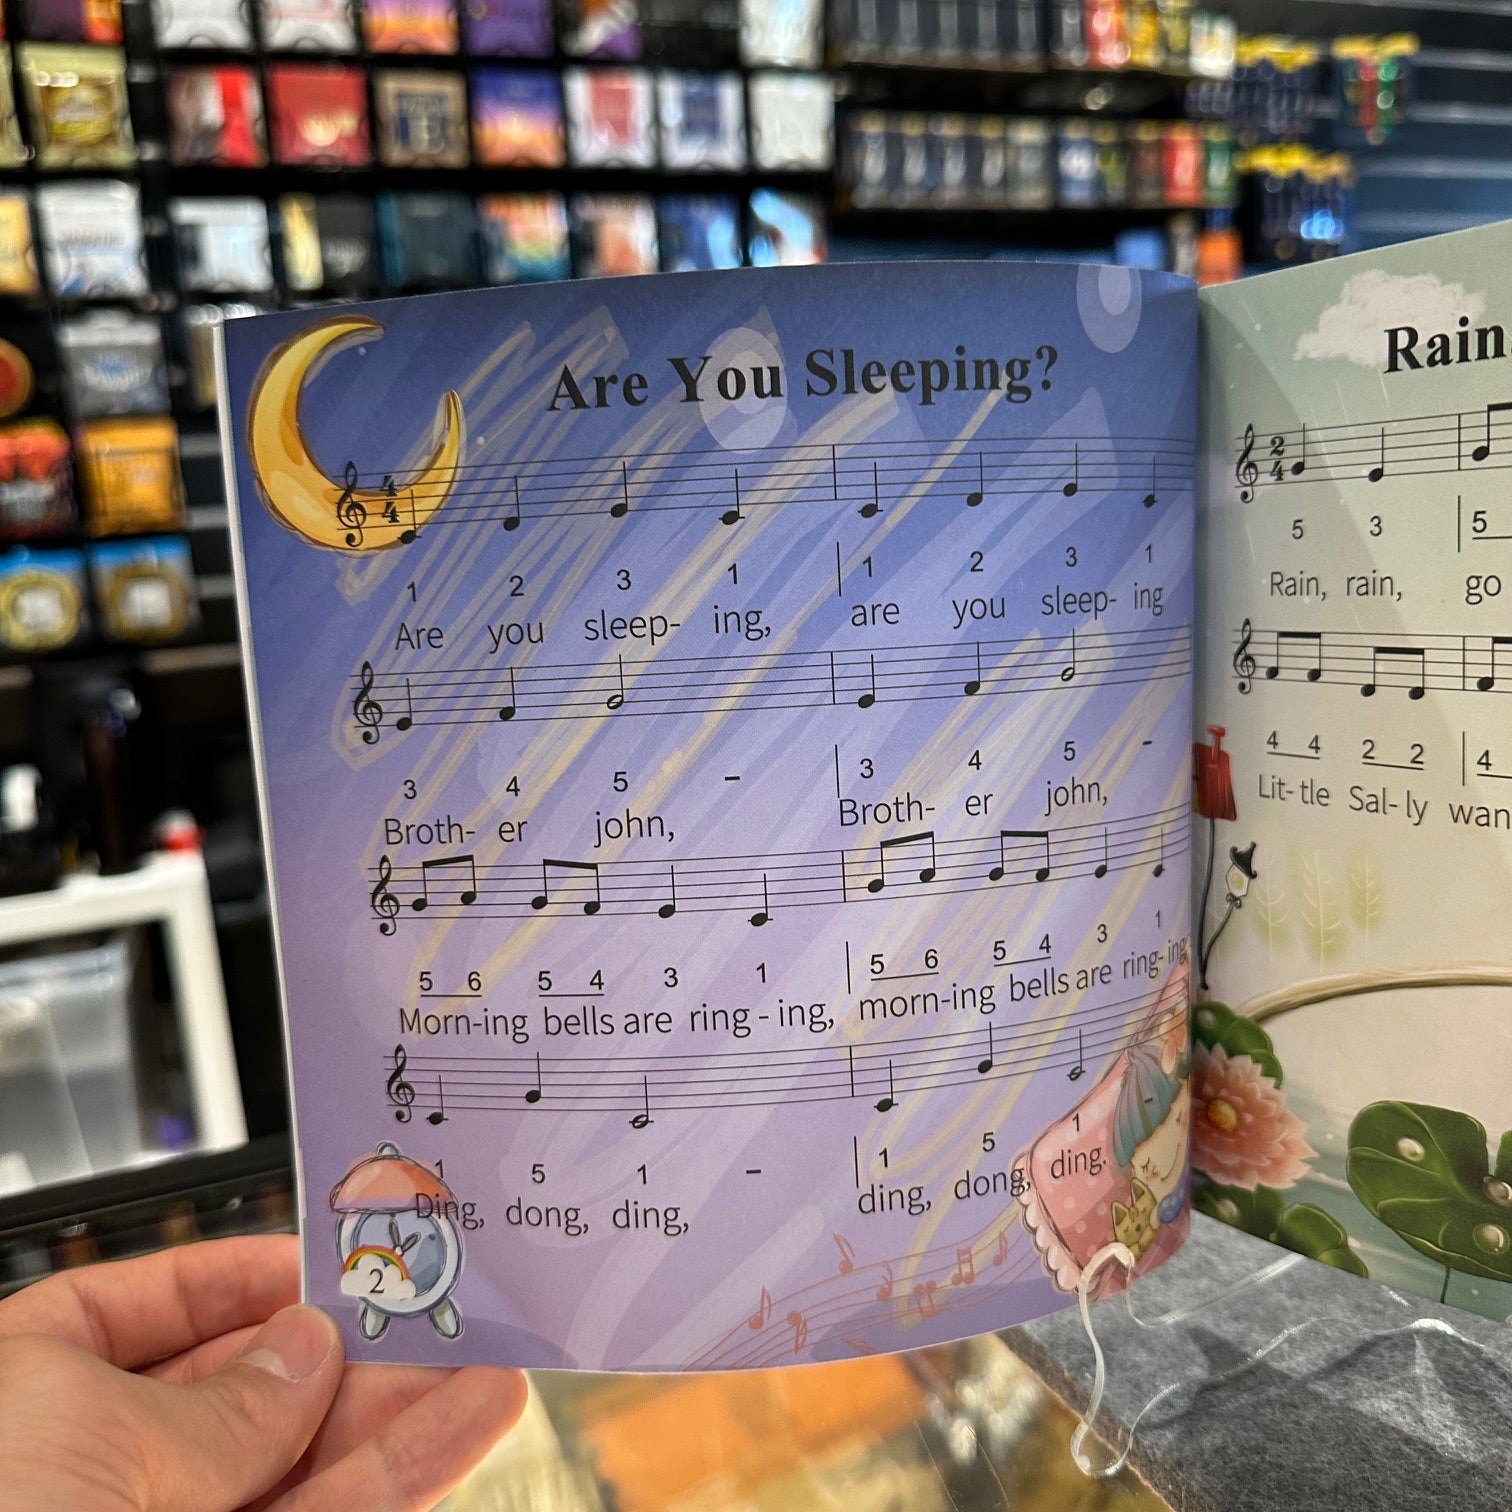 Are You Sleeping?
4
4
1 2 3 1 | 1 2 3 1
Are you sleep- ing, are you sleep- ing
3 4 5 - | 3 4 5 -
Broth- er john, Broth- er john,
5 6 5 4 3 1 | 5 6 5 4 3 1
Morn-ing bells are ring - ing, morn-ing bells are ring- ing
1 5 1 - | 1 5 1 -
Ding, dong, ding, ding, dong, ding.
2
Rain
2
4
5 3 | 5
Rain, rain, go
4 4 2 2 | 4
Lit- tle Sal- ly wan